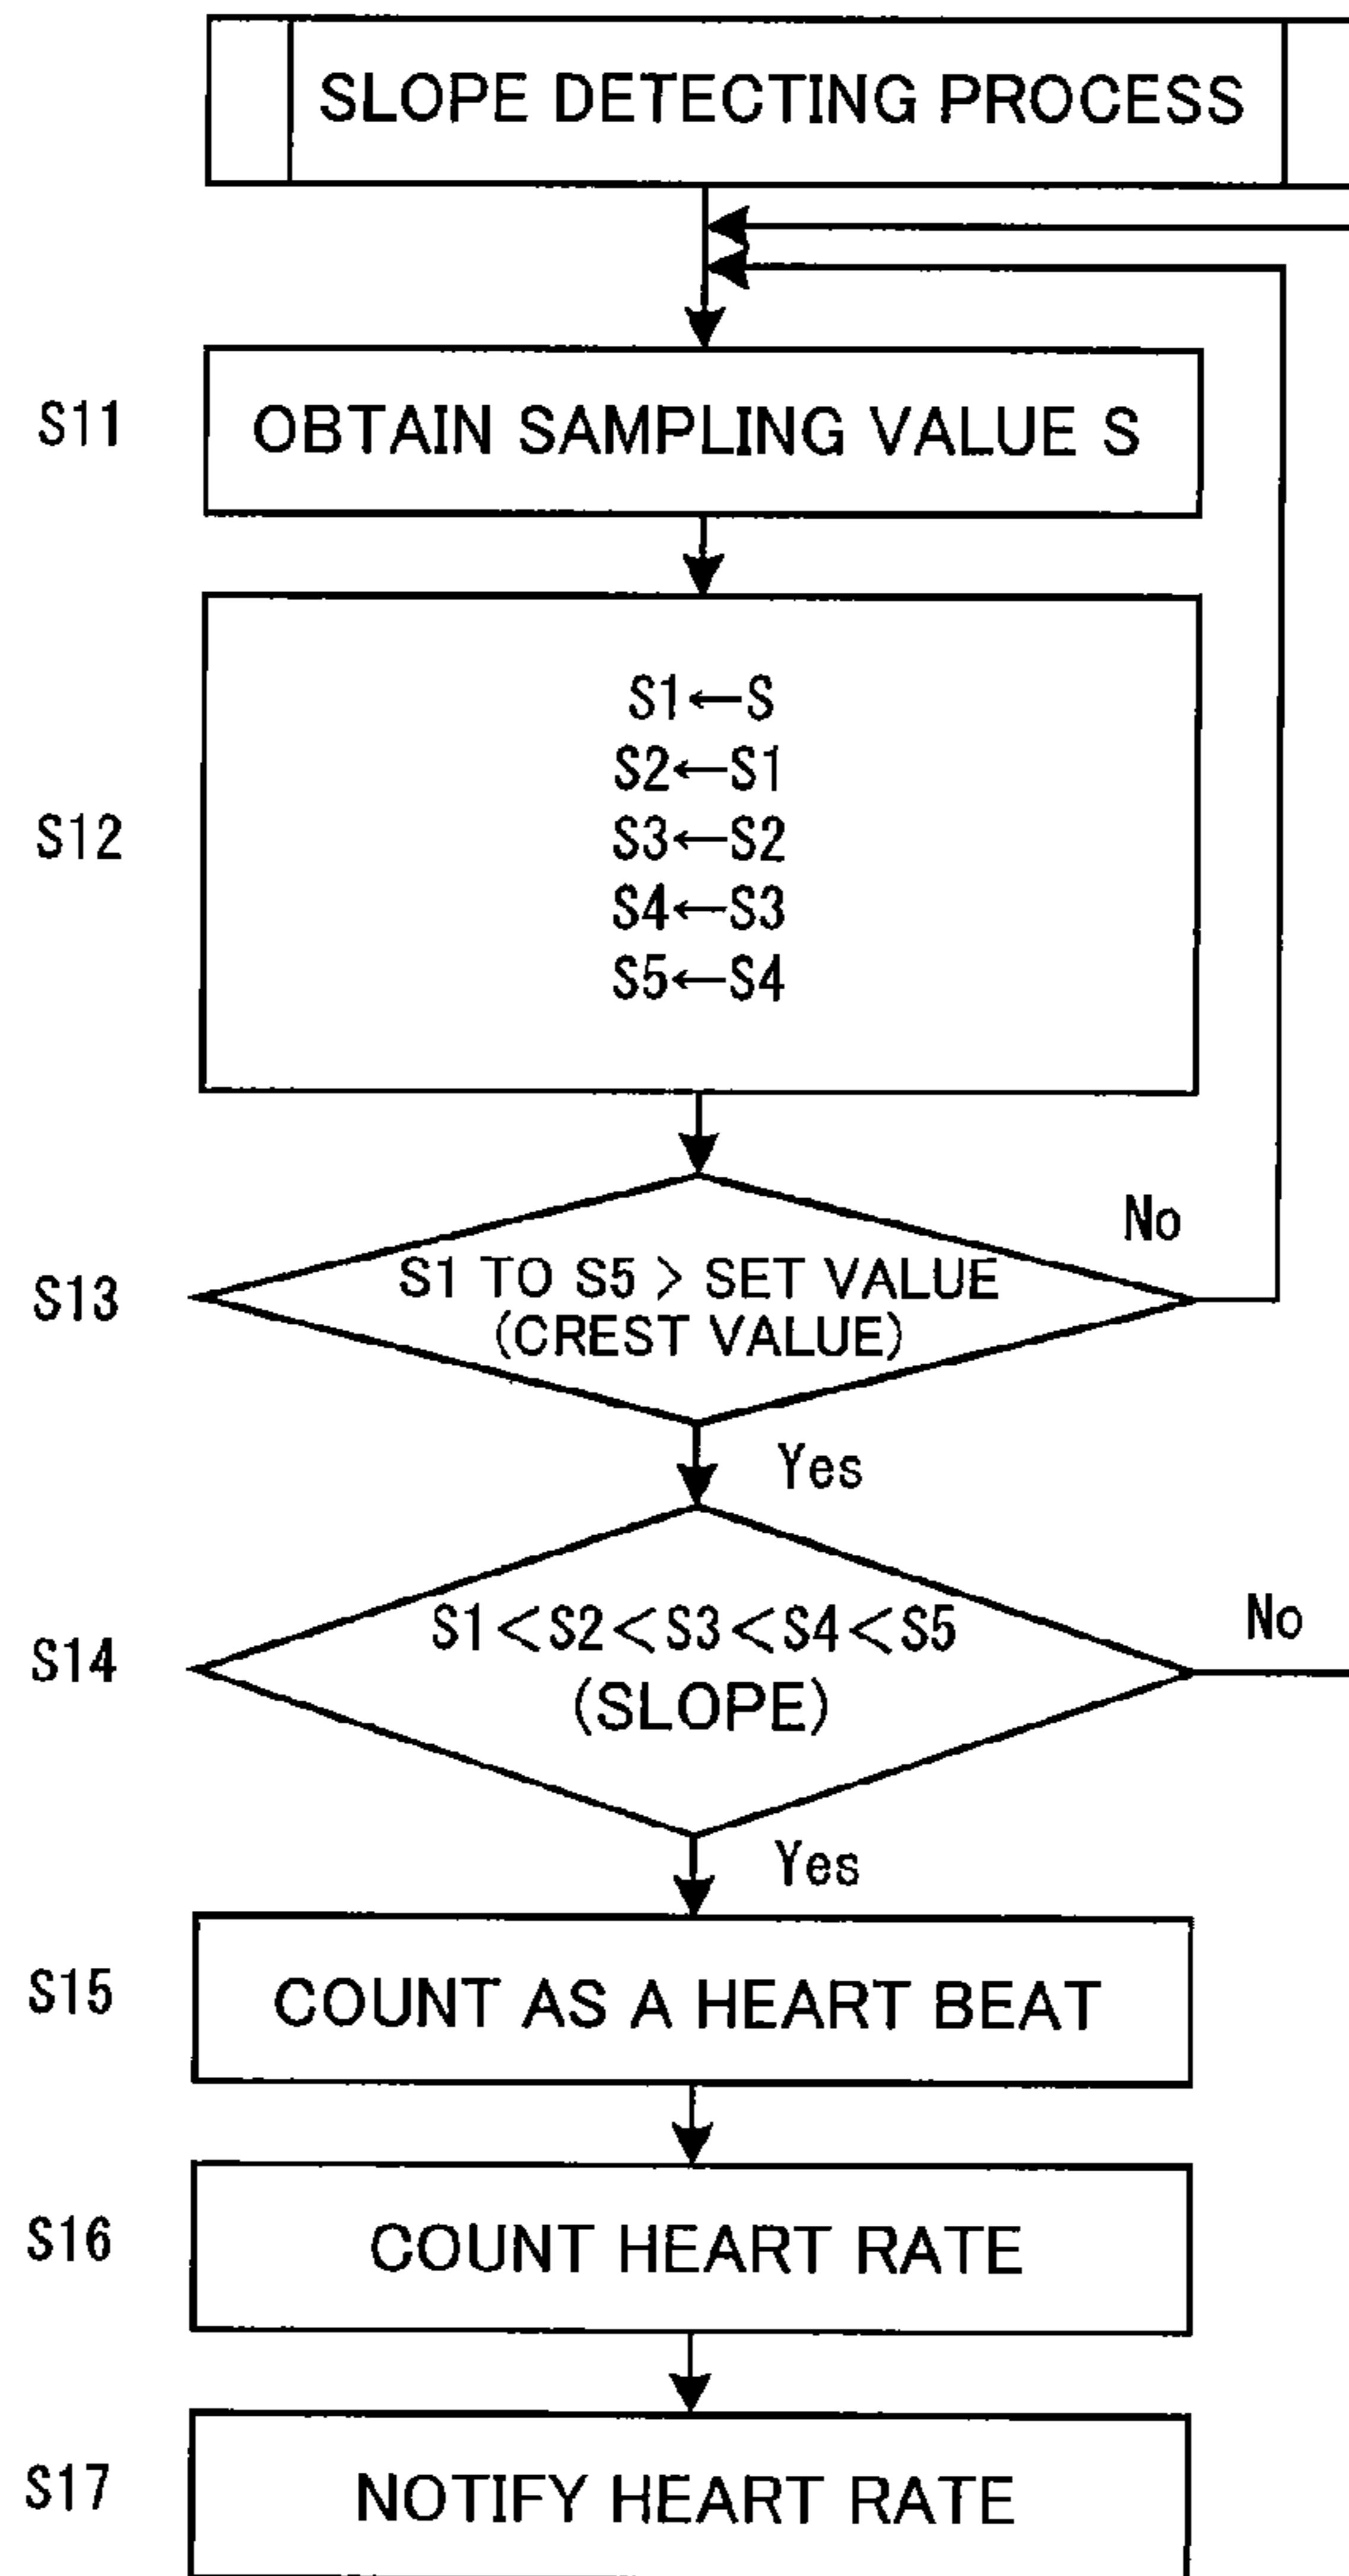 SLOPE DETECTING PROCESS
S11
OBTAIN SAMPLING VALUE S
S12
S1←S
S2←S1
S3←S2
S4←S3
S5←S4
No
S13
S1 TO S5 > SET VALUE
(CREST VALUE)
Yes
S14
S1<S2<S3<S4<S5
(SLOPE)
No
Yes
S15
COUNT AS A HEART BEAT
S16
COUNT HEART RATE
S17
NOTIFY HEART RATE